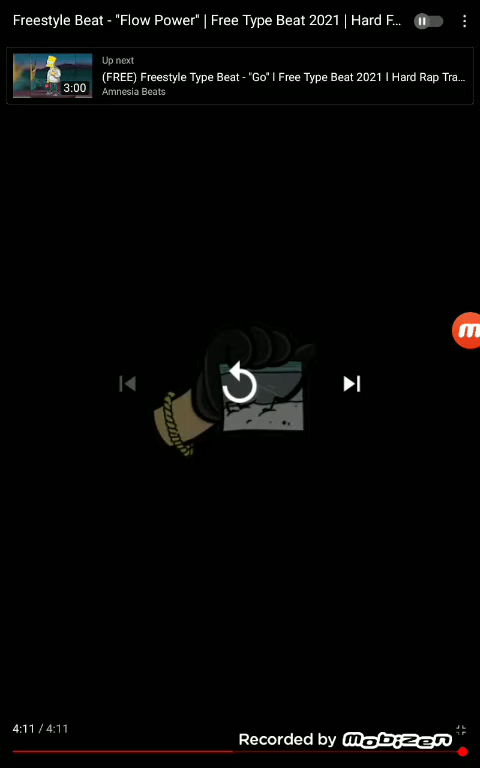 Freestyle Beat - "Flow Power" | Free Type Beat 2021 | Hard F...
Up next
(FREE) Freestyle Type Beat - "Go" l Free Type Beat 2021 l Hard Rap Tra...
Amnesia Beats
3:00
m
4:11 / 4:11
Recorded by Mobizen